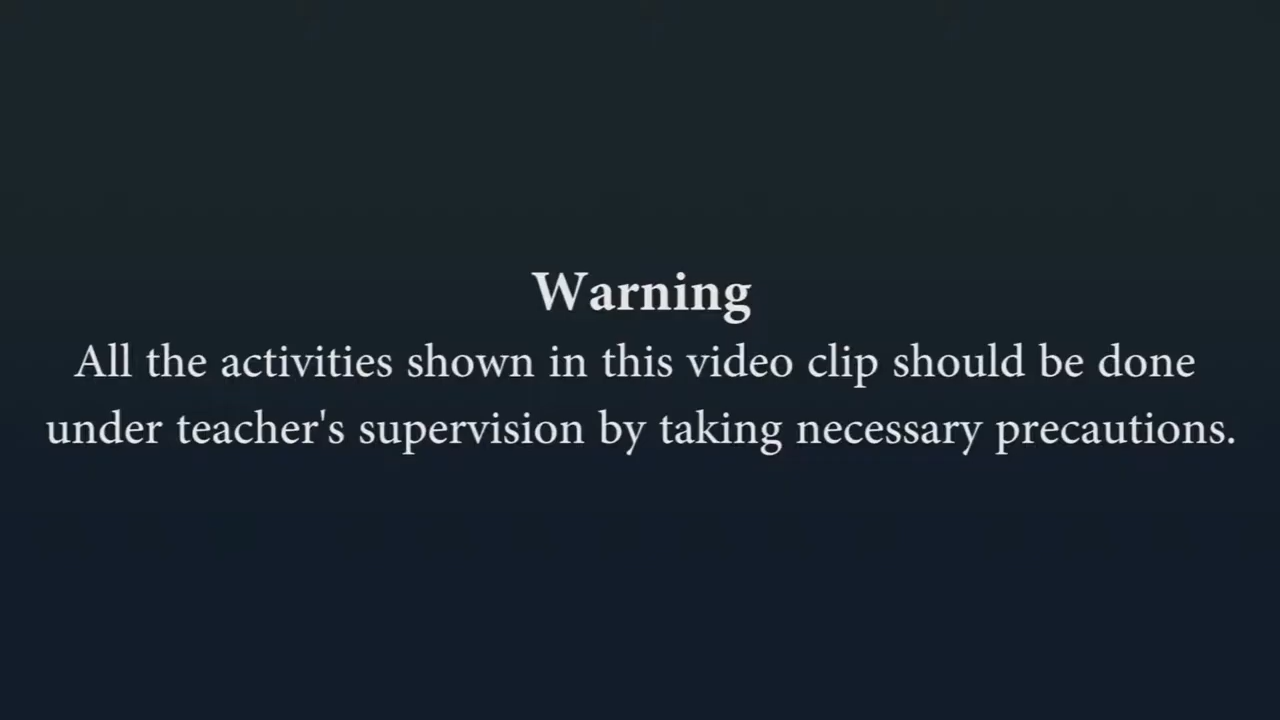 Warning
All the activities shown in this video clip should be done
under teacher's supervision by taking necessary precautions.